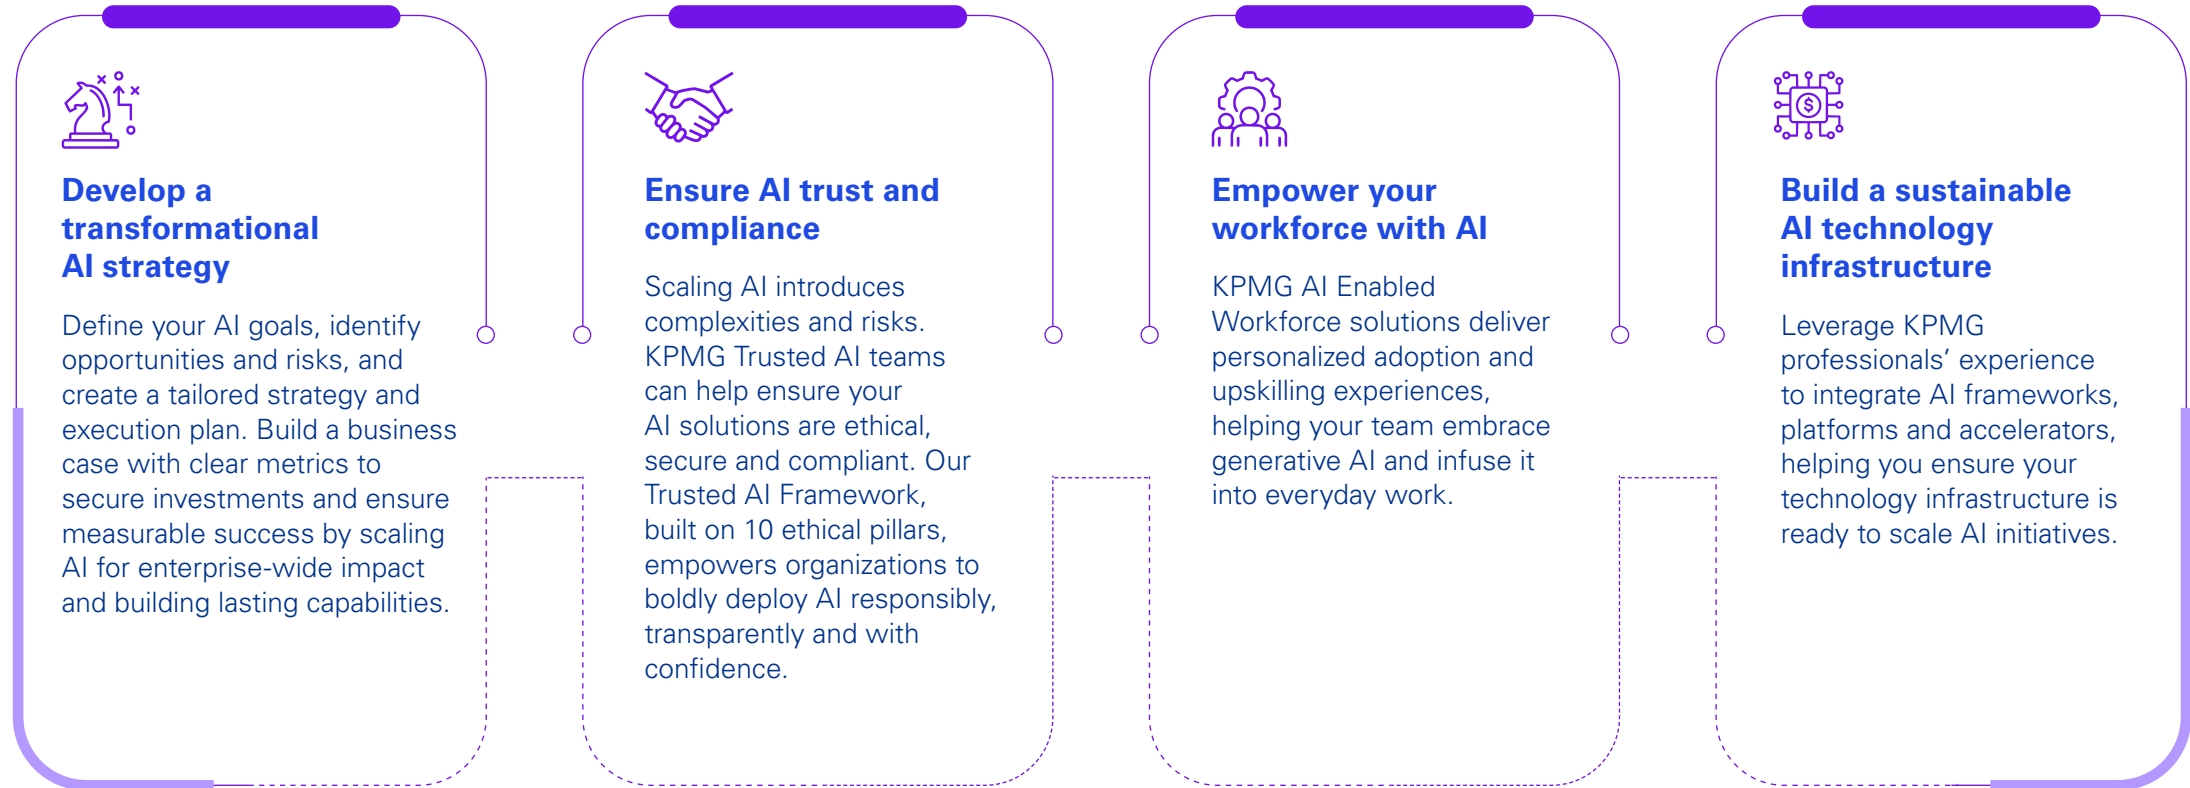 Develop a
transformational
AI strategy
Define your AI goals, identify
opportunities and risks, and
create a tailored strategy and
execution plan. Build a business
case with clear metrics to
secure investments and ensure
measurable success by scaling
AI for enterprise-wide impact
and building lasting capabilities.
Ensure AI trust and
compliance
Scaling AI introduces
complexities and risks.
KPMG Trusted AI teams
can help ensure your
AI solutions are ethical,
secure and compliant. Our
Trusted AI Framework,
built on 10 ethical pillars,
empowers organizations to
boldly deploy AI responsibly,
transparently and with
confidence.
Empower your
workforce with AI
KPMG AI Enabled
Workforce solutions deliver
personalized adoption and
upskilling experiences,
helping your team embrace
generative AI and infuse it
into everyday work.
$
Build a sustainable
AI technology
infrastructure
Leverage KPMG
professionals’ experience
to integrate AI frameworks,
platforms and accelerators,
helping you ensure your
technology infrastructure is
ready to scale AI initiatives.